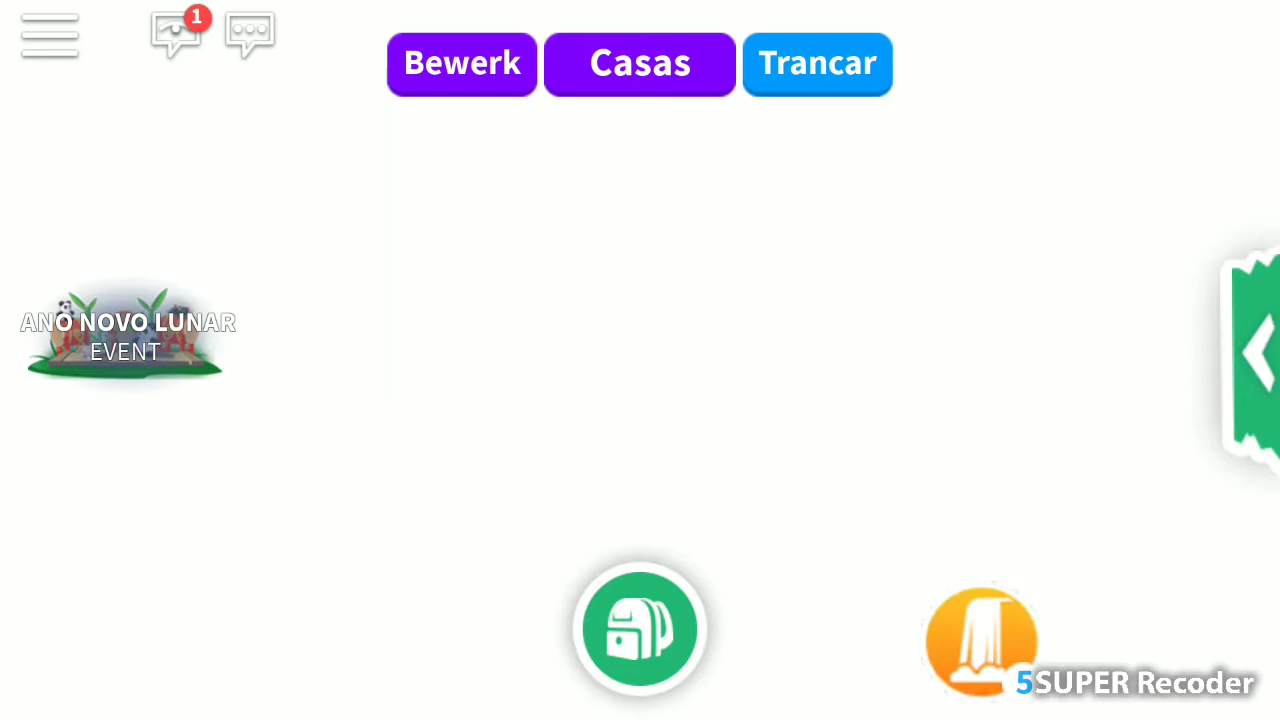 1
Bewerk
Casas
Trancar
ANO NOVO LUNAR
EVENT
5SUPER Recoder